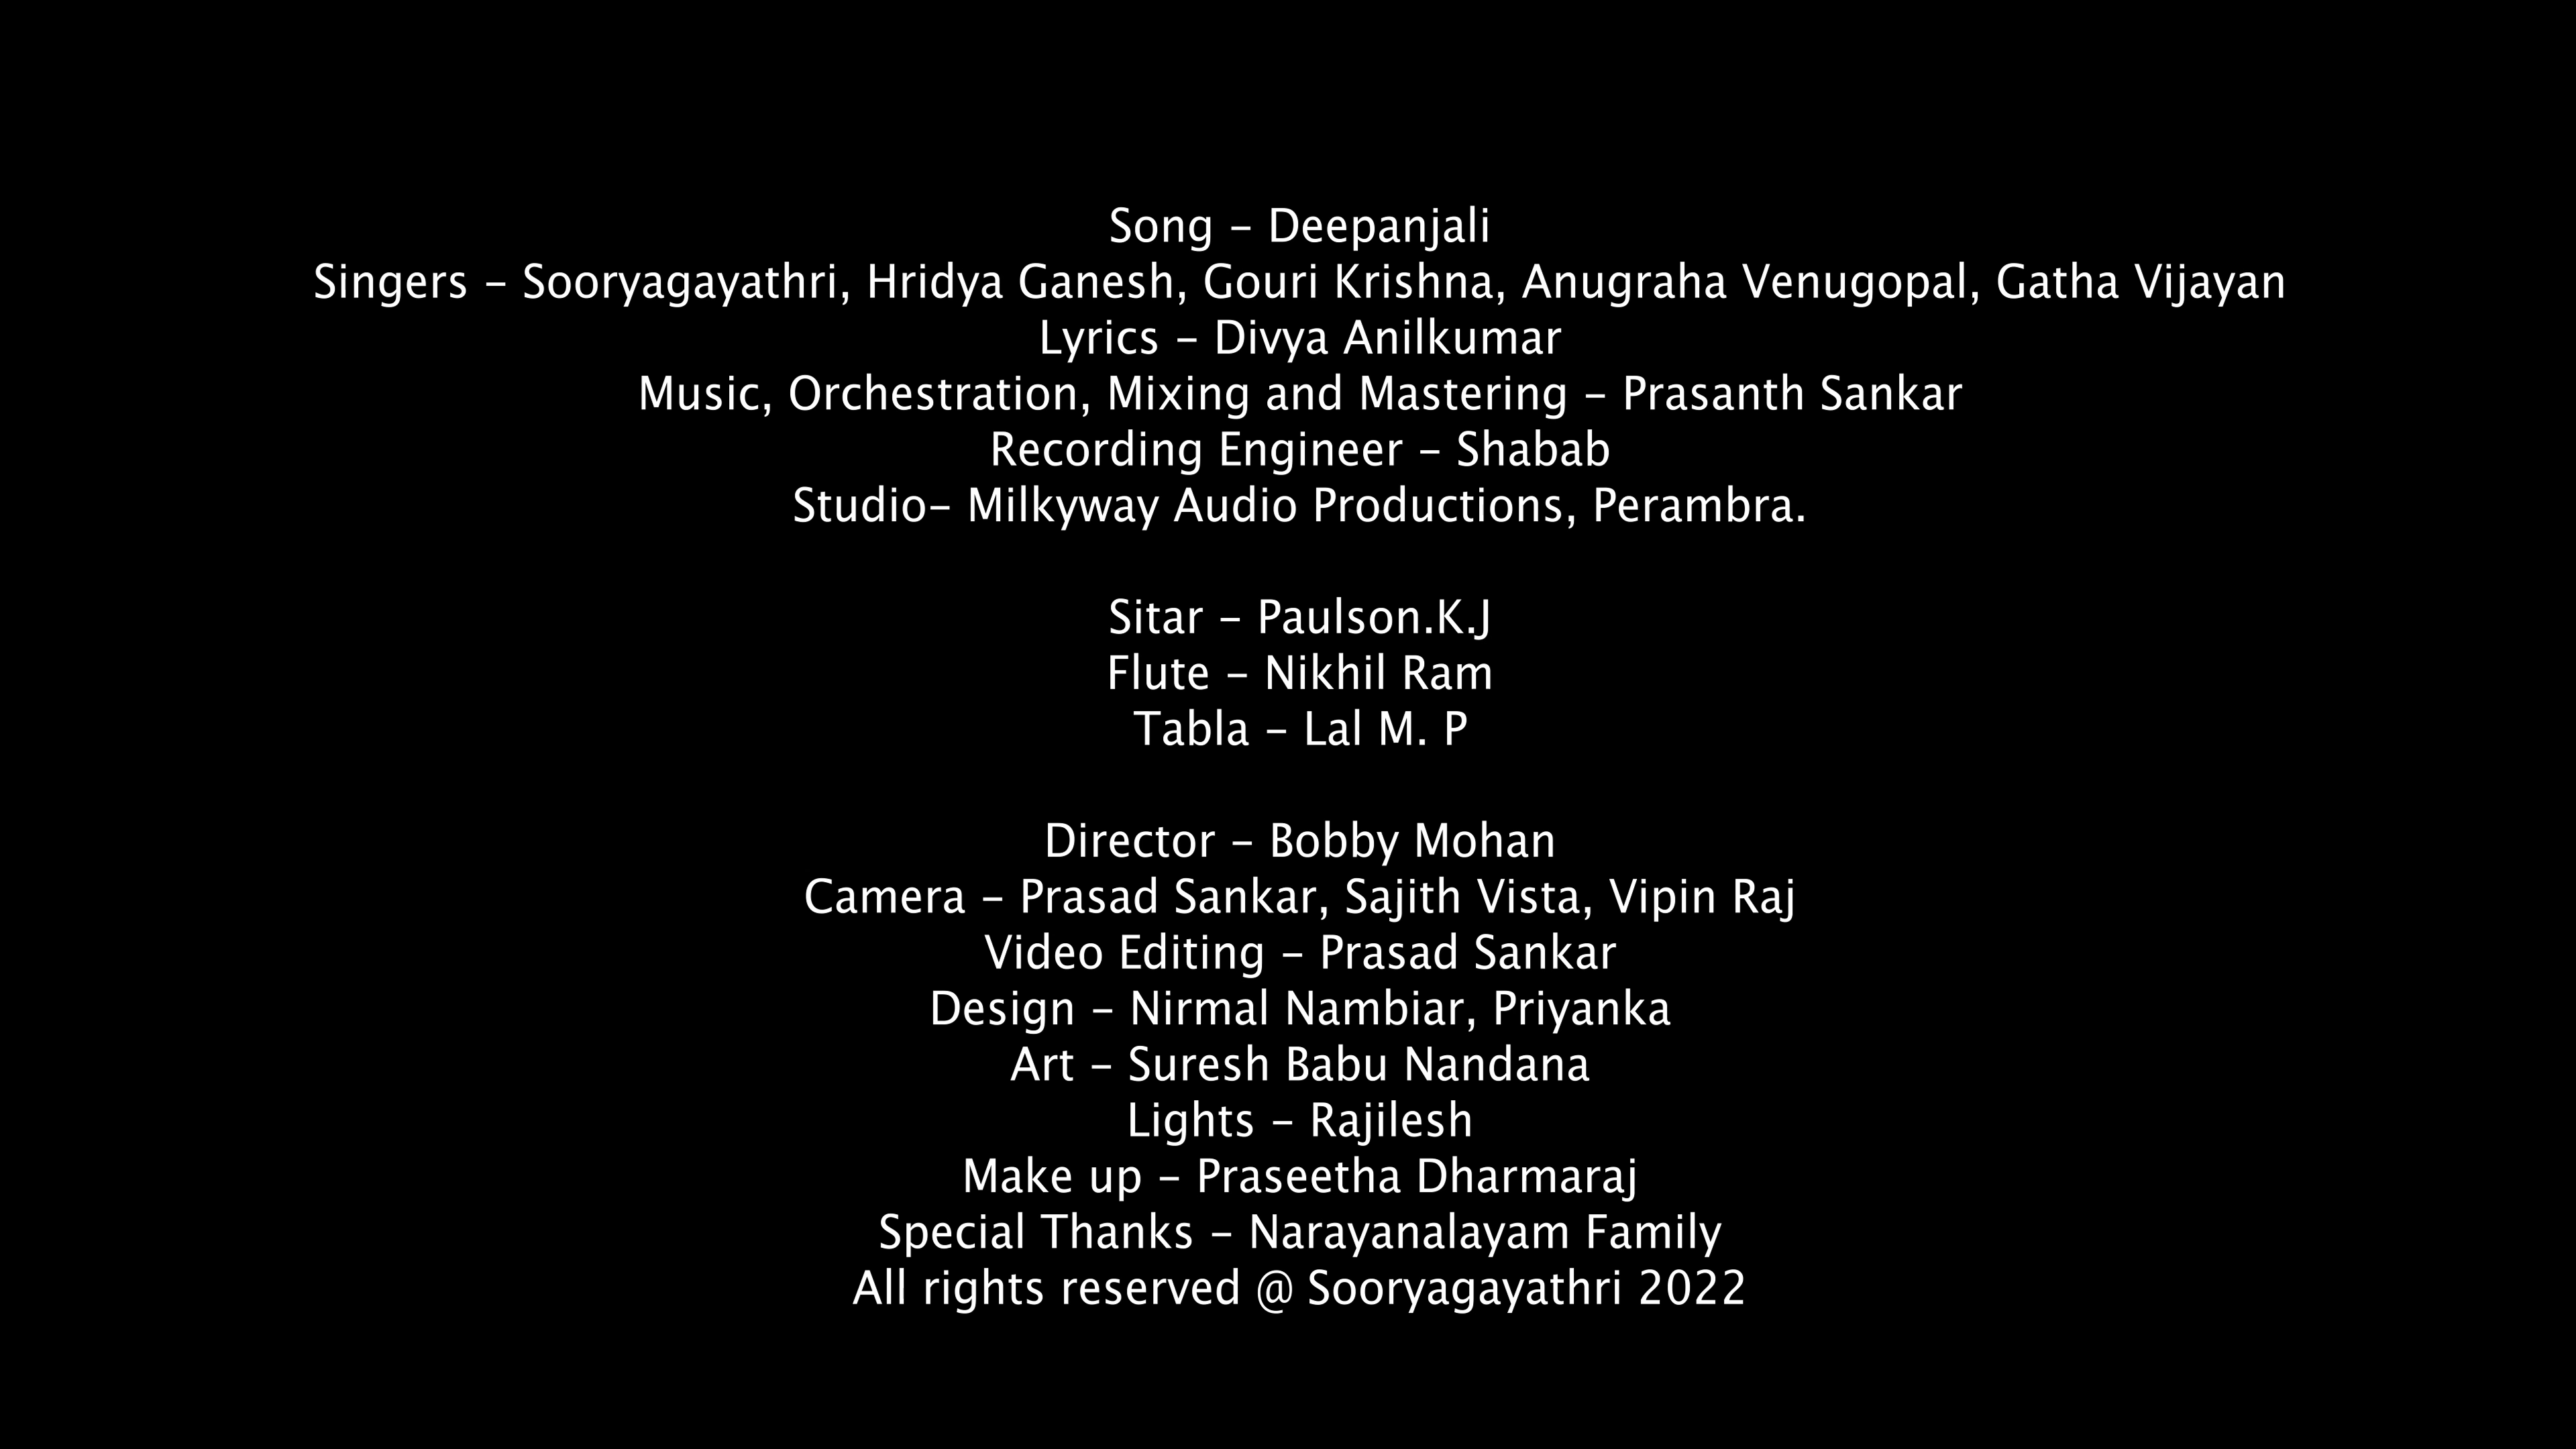 Song - Deepanjali
Singers - Sooryagayathri, Hridya Ganesh, Gouri Krishna, Anugraha Venugopal, Gatha Vijayan
Lyrics - Divya Anilkumar
Music, Orchestration, Mixing and Mastering - Prasanth Sankar
Recording Engineer - Shabab
Studio- Milkyway Audio Productions, Perambra.
Sitar - Paulson.K.J
Flute - Nikhil Ram
Tabla - Lal M. P
Director - Bobby Mohan
Camera - Prasad Sankar, Sajith Vista, Vipin Raj
Video Editing - Prasad Sankar
Design - Nirmal Nambiar, Priyanka
Art - Suresh Babu Nandana
Lights - Rajilesh
Make up - Praseetha Dharmaraj
Special Thanks - Narayanalayam Family
All rights reserved @ Sooryagayathri 2022